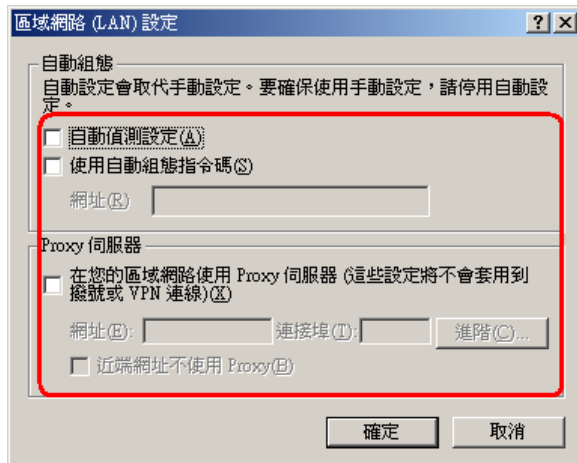 區域網路 (LAN) 設定
自動組態
自動設定會取代手動設定。要確保使用手動設定，請停用自動設
定。
自動偵測設定(A)
使用自動組態指令碼(S)
網址(R)
Proxy 伺服器
在您的區域網路使用 Proxy 伺服器 (這些設定將不會套用到
撥號或 VPN 連線)(X)
網址(E): 連接埠(T): 進階(C)...
近端網址不使用 Proxy(B)
確定 取消